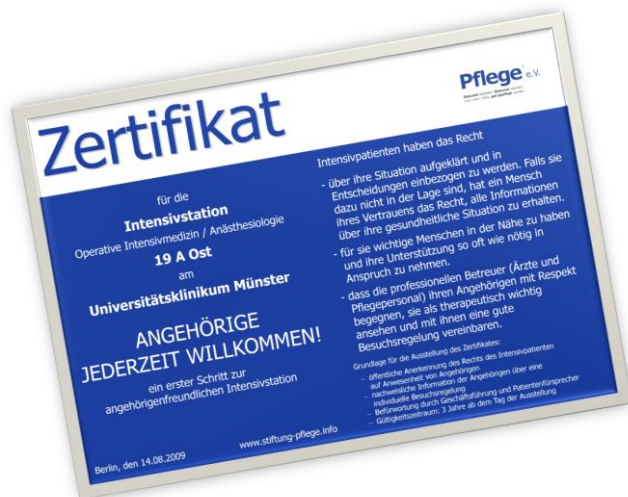 Zertifikat
Pflege e.V.
für die
Intensivstation
Operative Intensivmedizin / Anästhesiologie
19 A Ost
am
Universitätsklinikum Münster
ANGEHÖRIGE
JEDERZEIT WILLKOMMEN!
ein erster Schritt zur
angehörigenfreundlichen Intensivstation
www.stiftung-pflege.info
Berlin, den 14.08.2009
Intensivpatienten haben das Recht
- über ihre Situation aufgeklärt und in
Entscheidungen einbezogen zu werden. Falls sie
dazu nicht in der Lage sind, hat ein Mensch
ihres Vertrauens das Recht, alle Informationen
über ihre gesundheitliche Situation zu erhalten.
- für sie wichtige Menschen in der Nähe zu haben
und ihre Unterstützung so oft wie nötig in
Anspruch zu nehmen.
- dass die professionellen Betreuer (Ärzte und
Pflegepersonal) ihren Angehörigen mit Respekt
begegnen, sie als therapeutisch wichtig
ansehen und mit ihnen eine gute
Besuchsregelung vereinbaren.
Grundlage für die Ausstellung des Zertifikates:
- öffentliche Anerkennung des Rechts des Intensivpatienten
auf Anwesenheit von Angehörigen
- nachweisliche Information der Angehörigen über eine
individuelle Besuchsregelung
- Befürwortung durch Geschäftsführung und Patientenfürsprecher
- Gültigkeitszeitraum: 3 Jahre ab dem Tag der Ausstellung